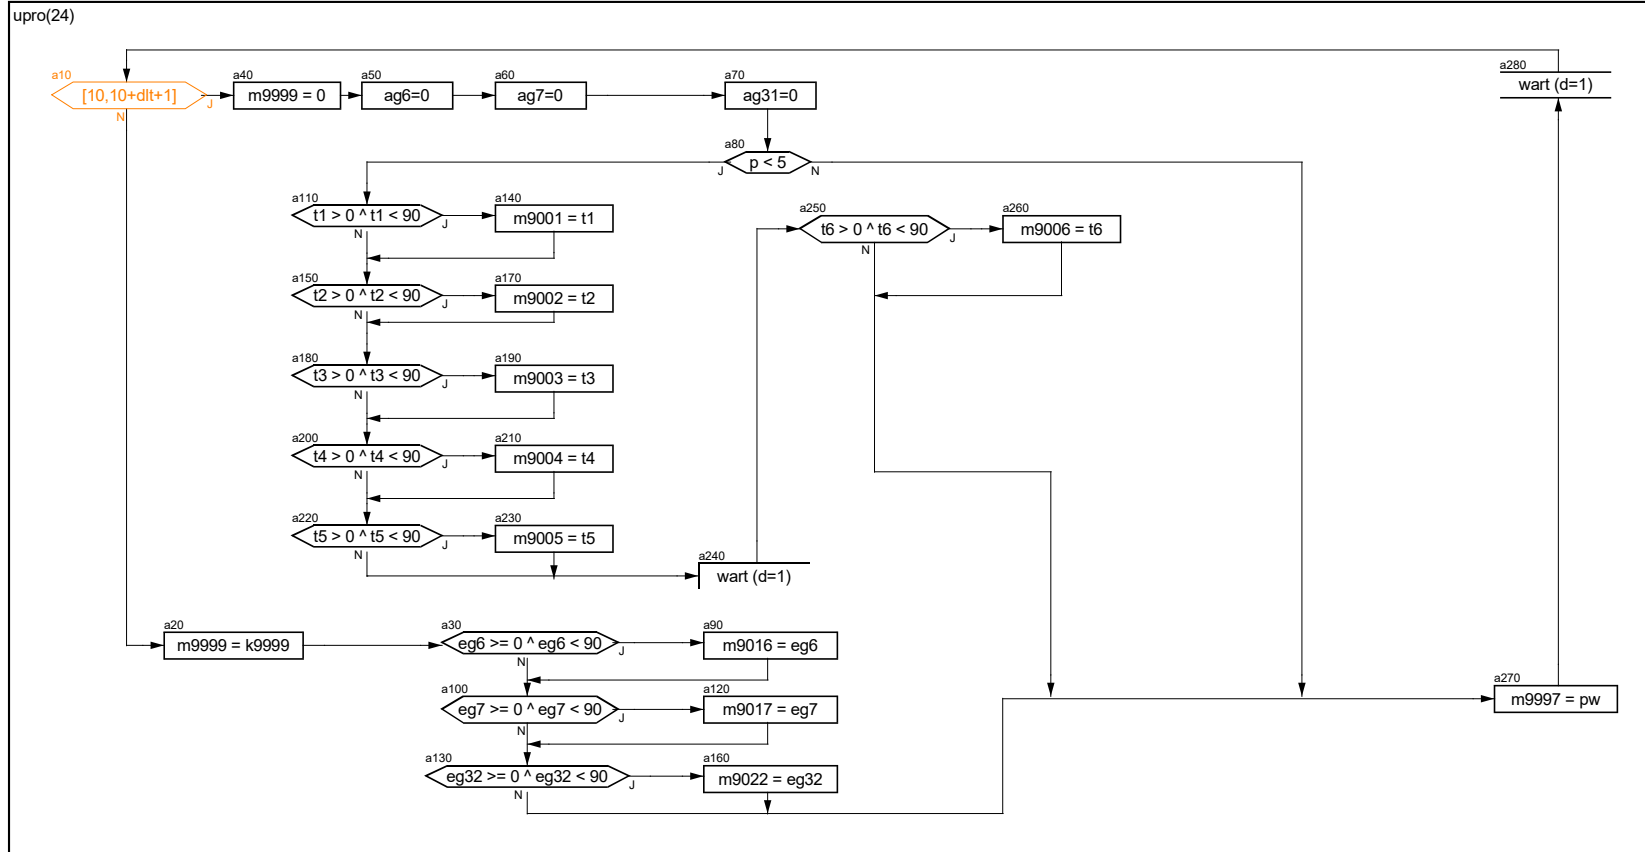 upro(24)
a10
[10,10+dlt+1]
J
N
a40
m9999 = 0
a50
ag6=0
a60
ag7=0
a70
ag31=0
a280
wart (d=1)
a80
p < 5
J
N
a110
t1 > 0 ^ t1 < 90
J
N
a140
m9001 = t1
a250
t6 > 0 ^ t6 < 90
J
N
a260
m9006 = t6
a150
t2 > 0 ^ t2 < 90
J
N
a170
m9002 = t2
a180
t3 > 0 ^ t3 < 90
J
N
a190
m9003 = t3
a200
t4 > 0 ^ t4 < 90
J
N
a210
m9004 = t4
a220
t5 > 0 ^ t5 < 90
J
N
a230
m9005 = t5
a240
wart (d=1)
a20
m9999 = k9999
a30
eg6 >= 0 ^ eg6 < 90
J
N
a90
m9016 = eg6
a100
eg7 >= 0 ^ eg7 < 90
J
N
a120
m9017 = eg7
a270
m9997 = pw
a130
eg32 >= 0 ^ eg32 < 90
J
N
a160
m9022 = eg32